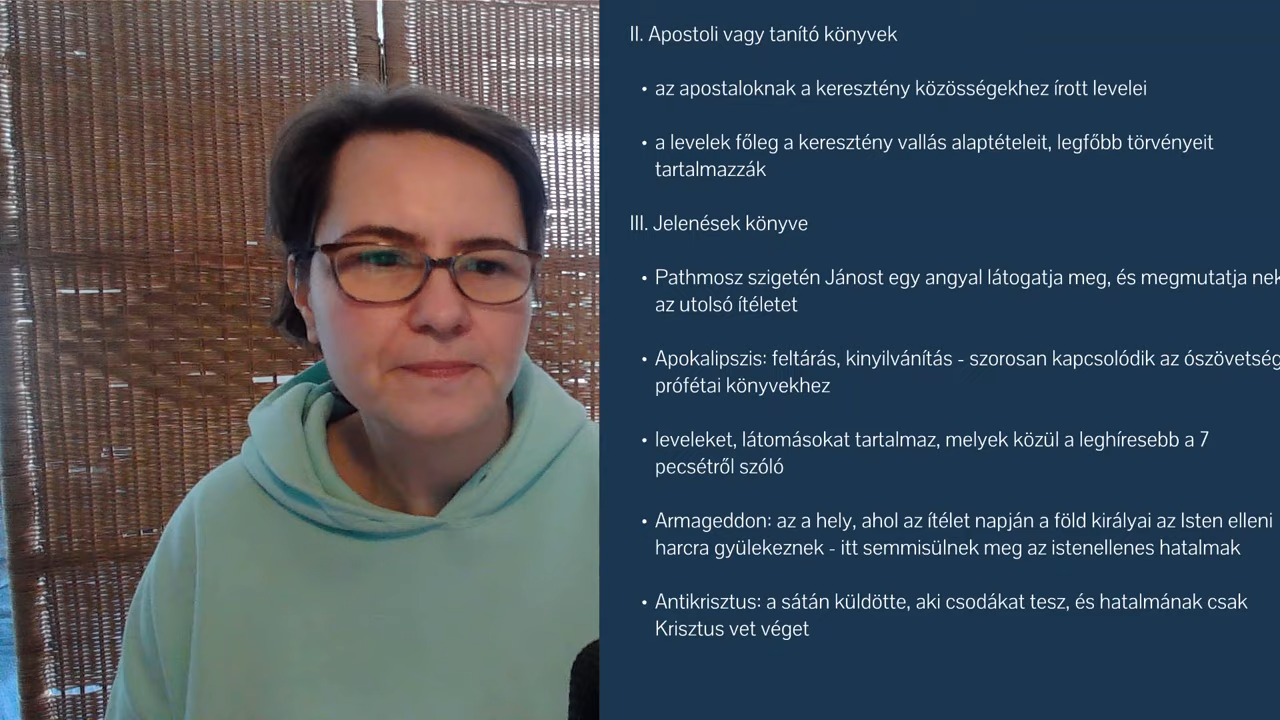 II. Apostoli vagy tanító könyvek
• az apostaloknak a keresztény közösségekhez írott levelei
• a levelek főleg a keresztény vallás alaptételeit, legfőbb törvényeit
tartalmazzák
III. Jelenések könyve
• Pathmosz szigetén Jánost egy angyal látogatja meg, és megmutatja nek
az utolsó ítéletet
• Apokalipszis: feltárás, kinyilvánítás - szorosan kapcsolódik az ószövetség
prófétai könyvekhez
• leveleket, látomásokat tartalmaz, melyek közül a leghíresebb a 7
pecsétről szóló
• Armageddon: az a hely, ahol az ítélet napján a föld királyai az Isten elleni
harcra gyülekeznek - itt semmisülnek meg az istenellenes hatalmak
• Antikrisztus: a sátán küldötte, aki csodákat tesz, és hatalmának csak
Krisztus vet véget